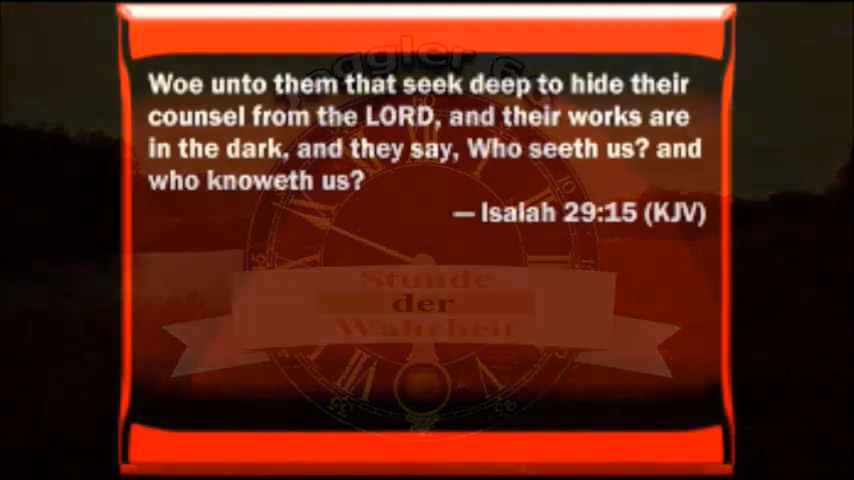 Woe unto them that seek deep to hide their
counsel from the LORD, and their works are
in the dark, and they say, Who seeth us? and
who knoweth us?
— Isaiah 29:15 (KJV)
Stunde
der
Wahrheit